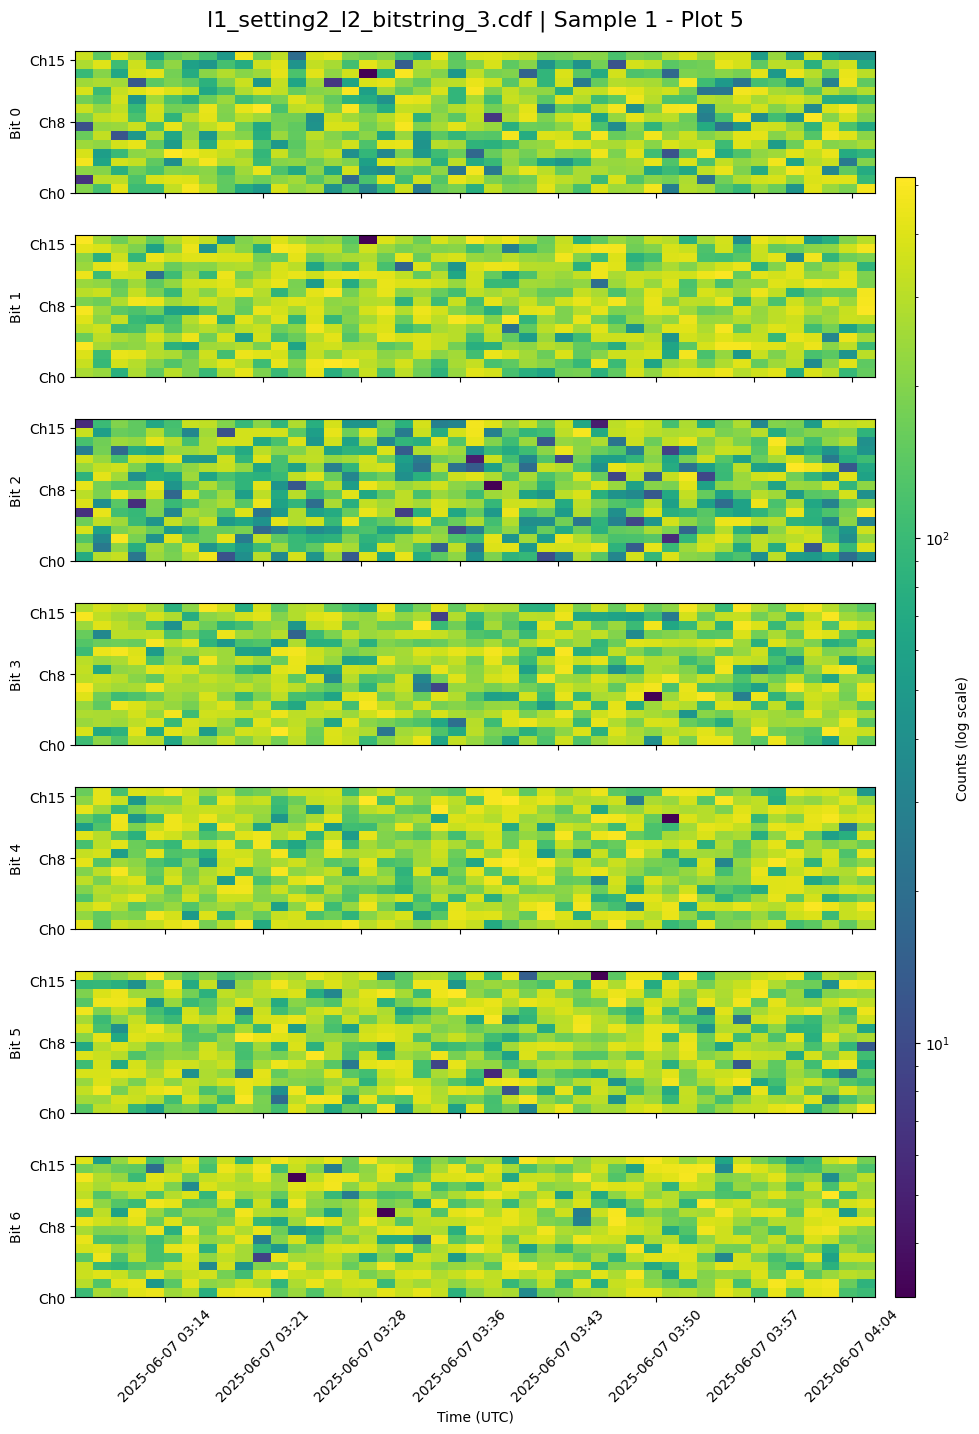 l1_setting2_l2_bitstring_3.cdf | Sample 1 - Plot 5
Ch15
Ch8
Ch0
Bit 0
Ch15
Ch8
Ch0
Bit 1
Ch15
Ch8
Ch0
Bit 2
Ch15
Ch8
Ch0
Bit 3
Ch15
Ch8
Ch0
Bit 4
Ch15
Ch8
Ch0
Bit 5
Ch15
Ch8
Ch0
Bit 6
2025-06-07 03:14
2025-06-07 03:21
2025-06-07 03:28
2025-06-07 03:36
2025-06-07 03:43
2025-06-07 03:50
2025-06-07 03:57
2025-06-07 04:04
Time (UTC)
10²
10¹
Counts (log scale)